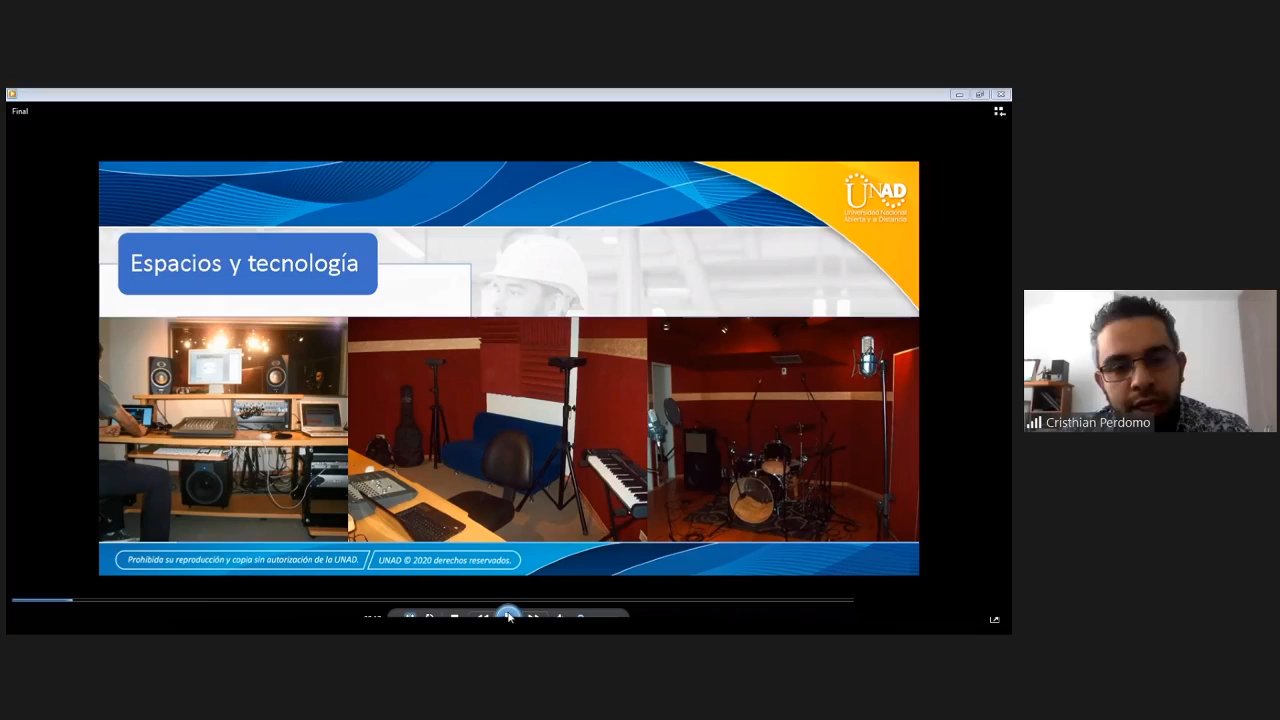 Final
UNAD
Universidad Nacional
Abierta y a Distancia
Espacios y tecnología
Prohibida su reproducción y copia sin autorización de la UNAD.
UNAD © 2020 derechos reservados.
Cristhian Perdomo